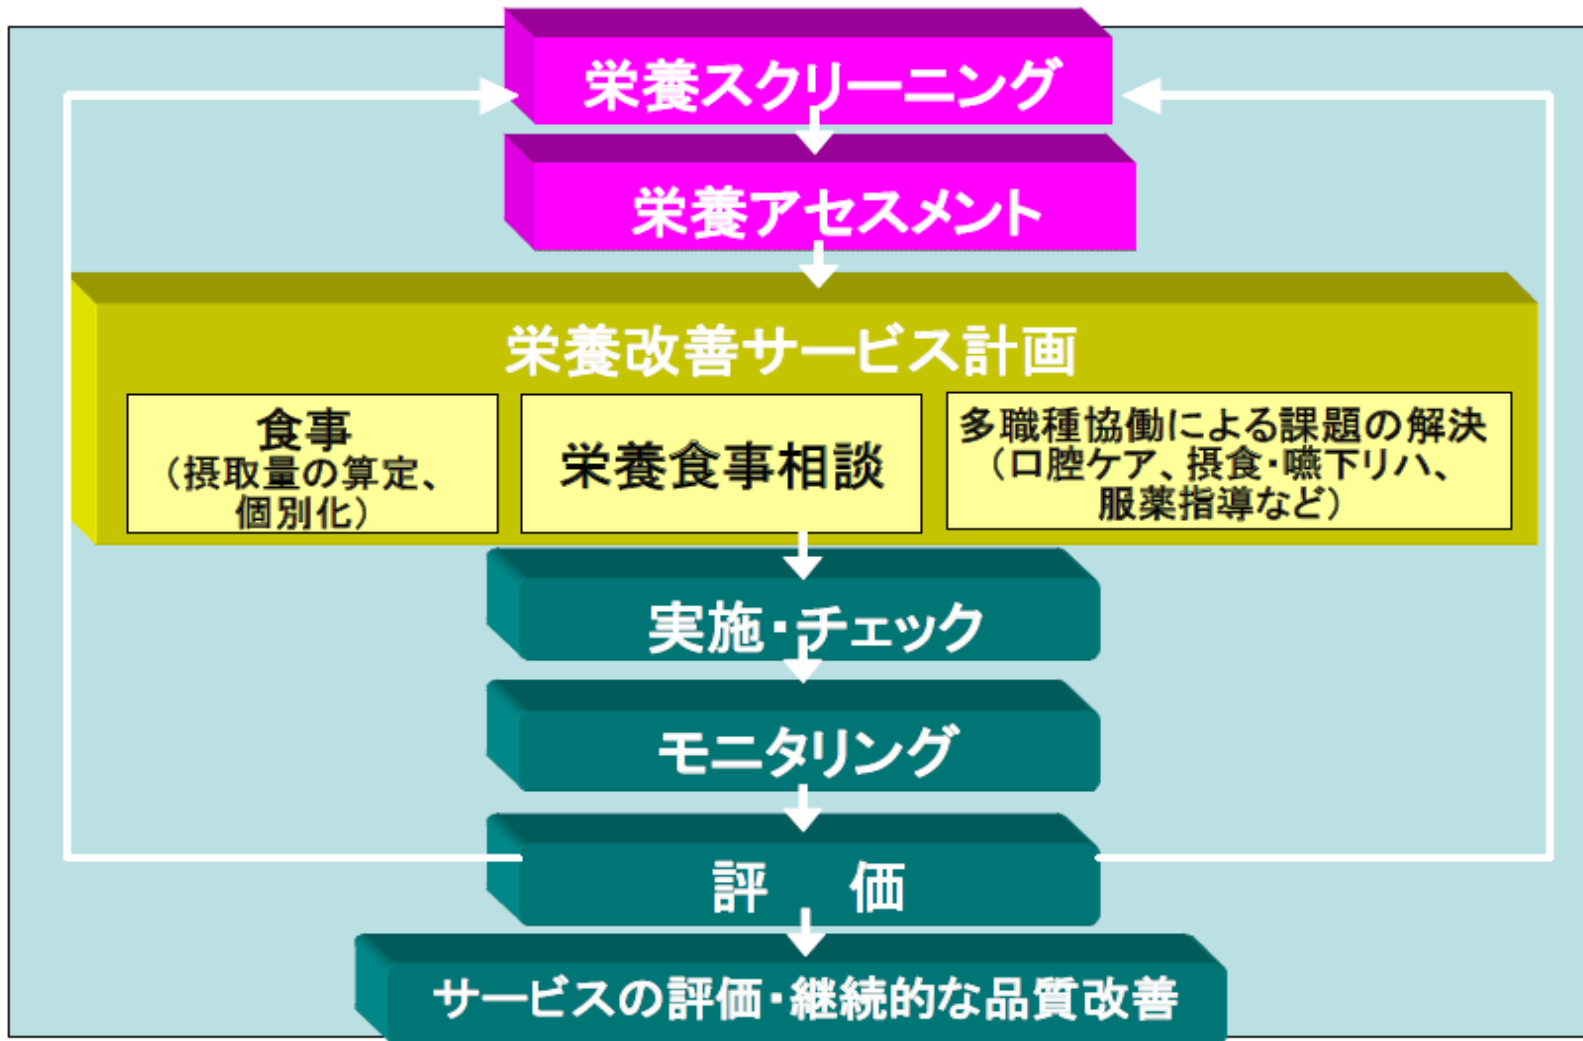 栄養スクリーニング
栄養アセスメント
栄養改善サービス計画
食事
（摂取量の算定、
個別化）
栄養食事相談
多職種協働による課題の解決
（口腔ケア、摂食・嚥下リハ、
服薬指導など）
実施・チェック
モニタリング
評　価
サービスの評価・継続的な品質改善